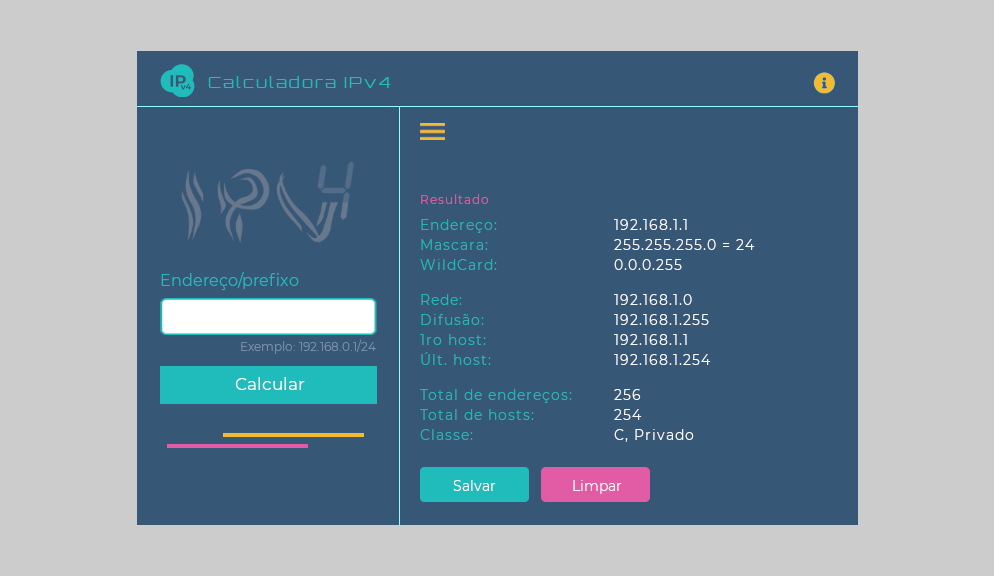 IP
v4
Calculadora IPv4
IPV4
Endereço/prefixo
Exemplo: 192.168.0.1/24
Calcular
Resultado
Endereço: 192.168.1.1
Mascara: 255.255.255.0 = 24
WildCard: 0.0.0.255
Rede: 192.168.1.0
Difusão: 192.168.1.255
1ro host: 192.168.1.1
Últ. host: 192.168.1.254
Total de endereços: 256
Total de hosts: 254
Classe: C, Privado
Salvar
Limpar